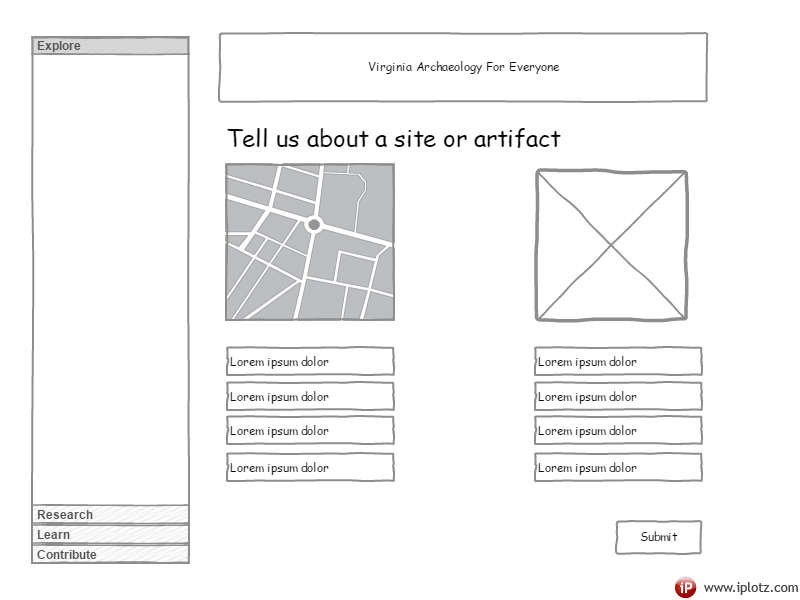 Explore
Virginia Archaeology For Everyone
Tell us about a site or artifact
Lorem ipsum dolor
Lorem ipsum dolor
Lorem ipsum dolor
Lorem ipsum dolor
Lorem ipsum dolor
Lorem ipsum dolor
Lorem ipsum dolor
Lorem ipsum dolor
Research
Learn
Contribute
Submit
iP www.iplotz.com